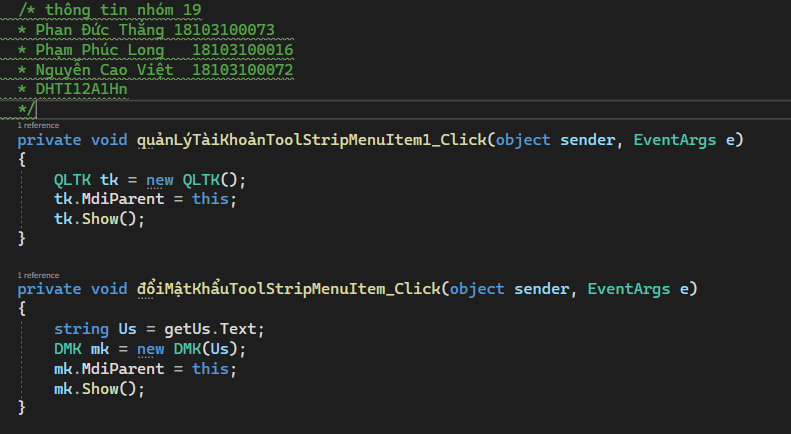 /* thông tin nhóm 19
* Phan Đức Thắng 18103100073
* Phạm Phúc Long   18103100016
* Nguyễn Cao Việt  18103100072
* DHTI12A1Hn
*/
1 reference
private void quảnLýTàiKhoảnToolStripMenuItem1_Click(object sender, EventArgs e)
{
    QLTK tk = new QLTK();
    tk.MdiParent = this;
    tk.Show();
}
1 reference
private void đổiMậtKhẩuToolStripMenuItem_Click(object sender, EventArgs e)
{
    string Us = getUs.Text;
    DMK mk = new DMK(Us);
    mk.MdiParent = this;
    mk.Show();
}